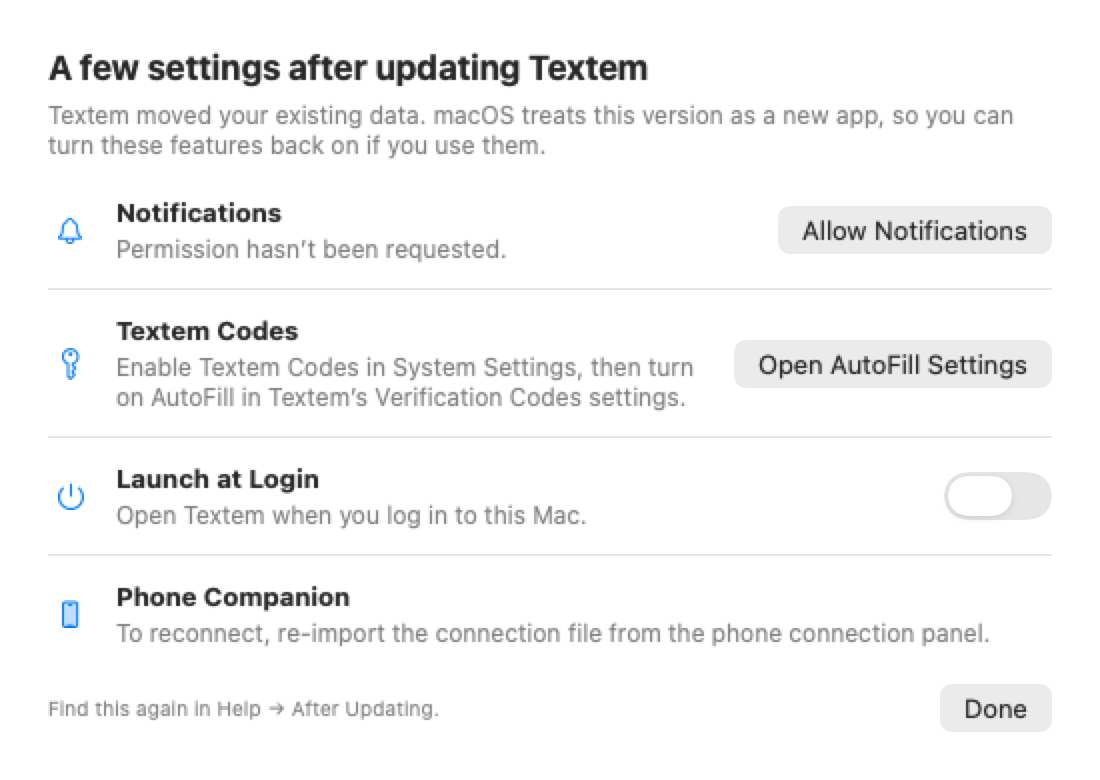 A few settings after updating Textem
Textem moved your existing data. macOS treats this version as a new app, so you can
turn these features back on if you use them.
Notifications
Permission hasn’t been requested.
Allow Notifications
Textem Codes
Enable Textem Codes in System Settings, then turn
on AutoFill in Textem’s Verification Codes settings.
Open AutoFill Settings
Launch at Login
Open Textem when you log in to this Mac.
Phone Companion
To reconnect, re-import the connection file from the phone connection panel.
Find this again in Help → After Updating.
Done